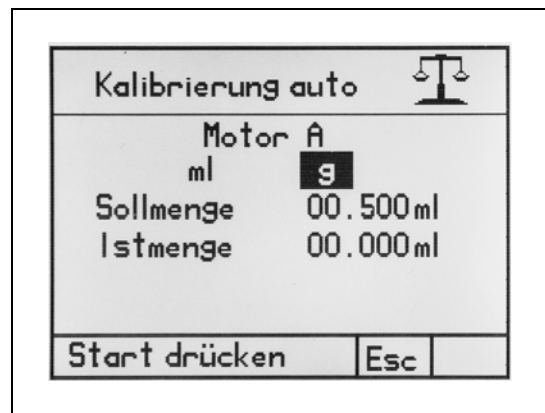 Kalibrierung auto
Motor A
ml g
Sollmenge 00.500ml
Istmenge 00.000ml
Start drücken Esc